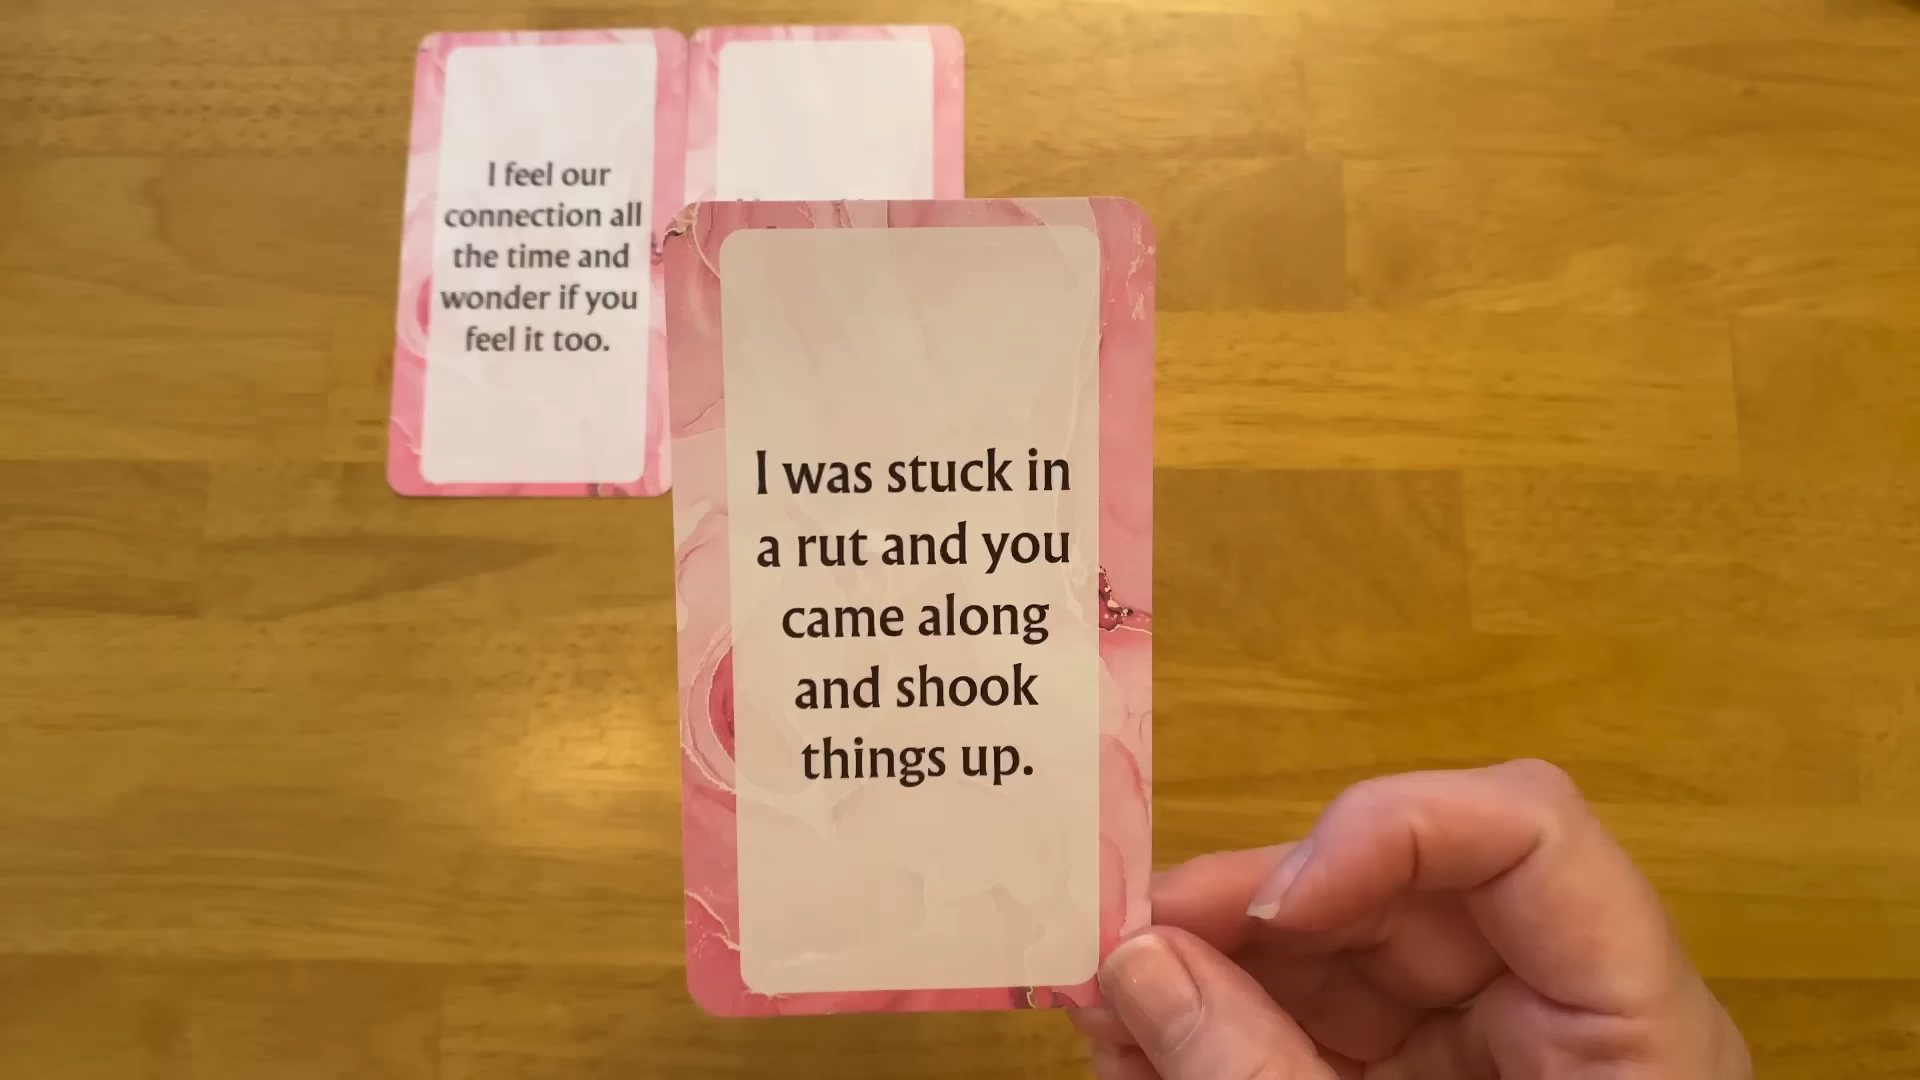 I feel our
connection all
the time and
wonder if you
feel it too.
I was stuck in
a rut and you
came along
and shook
things up.